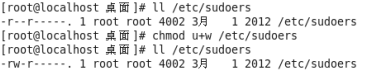 [root@localhost 桌面]# ll /etc/sudoers
-r--r-----. 1 root root 4002 3月   1 2012 /etc/sudoers
[root@localhost 桌面]# chmod u+w /etc/sudoers
[root@localhost 桌面]# ll /etc/sudoers
-rw-r-----. 1 root root 4002 3月   1 2012 /etc/sudoers